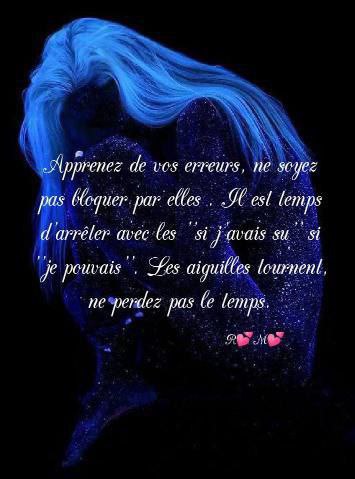 Apprenez de vos erreurs, ne soyez
pas bloquer par elles . Il est temps
d'arrêter avec les ''si j'avais su'' si
''je pouvais''. Les aiguilles tournent,
ne perdez pas le temps.
R💕M💕